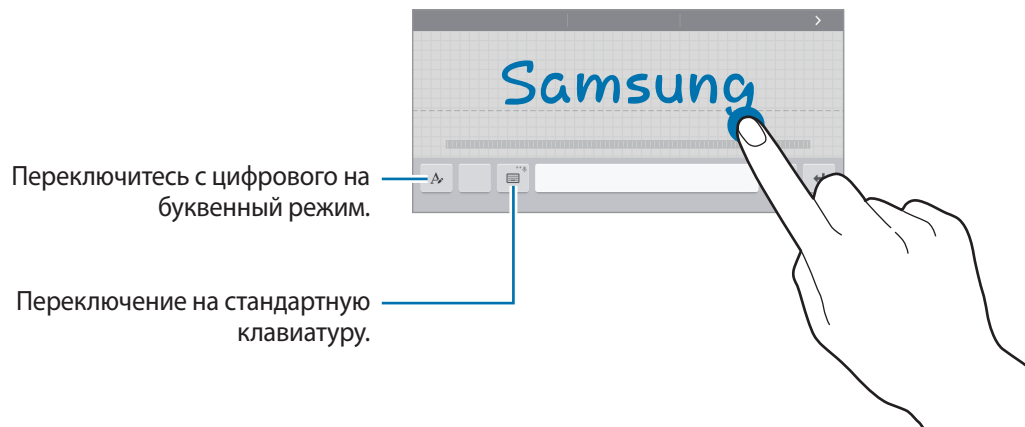 Samsung
Переключитесь с цифрового на
буквенный режим.
Переключение на стандартную
клавиатуру.